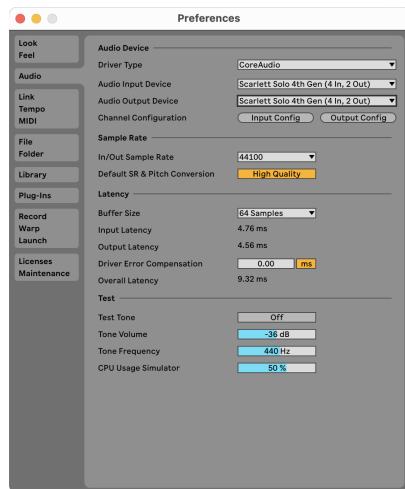 Preferences
Look
Feel
Audio
Link
Tempo
MIDI
File
Folder
Library
Plug-Ins
Record
Warp
Launch
Licenses
Maintenance
Audio Device
Driver Type CoreAudio
Audio Input Device Scarlett Solo 4th Gen (4 In, 2 Out)
Audio Output Device Scarlett Solo 4th Gen (4 In, 2 Out)
Channel Configuration Input Config Output Config
Sample Rate
In/Out Sample Rate 44100
Default SR & Pitch Conversion High Quality
Latency
Buffer Size 64 Samples
Input Latency 4.76 ms
Output Latency 4.56 ms
Driver Error Compensation 0.00 ms
Overall Latency 9.32 ms
Test
Test Tone Off
Tone Volume -36 dB
Tone Frequency 440 Hz
CPU Usage Simulator 50 %